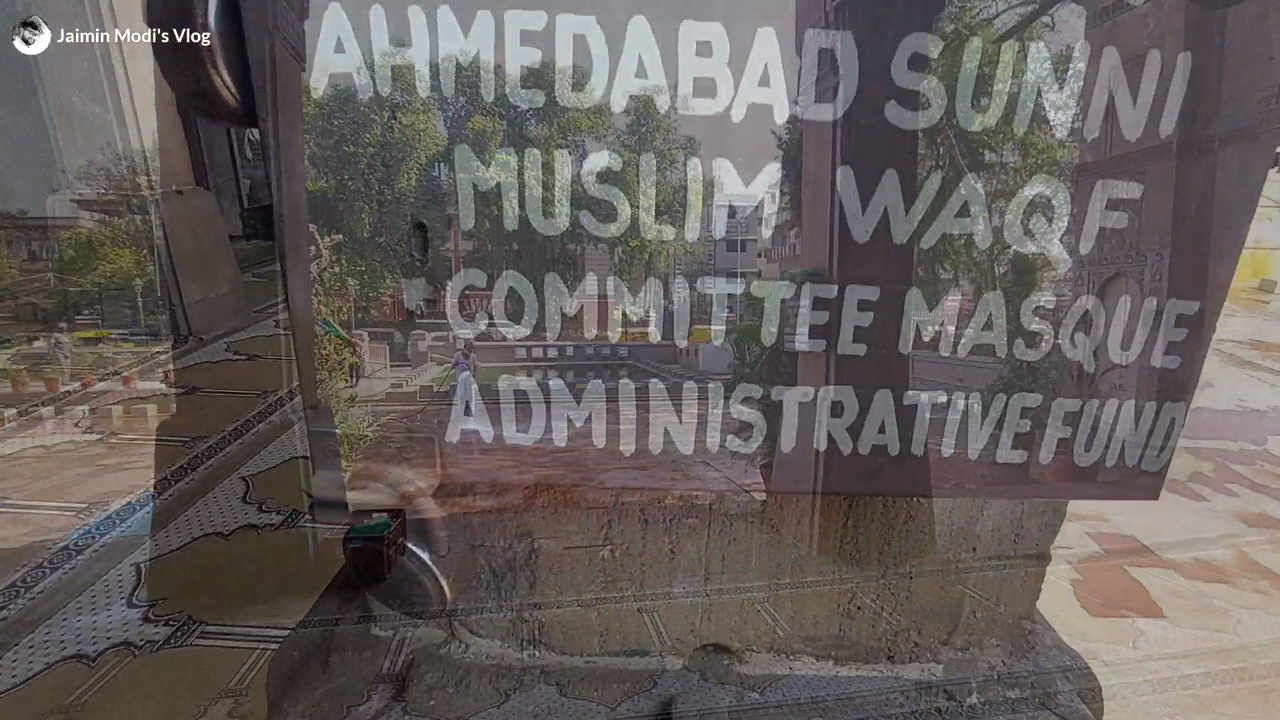 Jaimin Modi's Vlog
AHMEDABAD SUNNI
MUSLIM WAQF
COMMITTEE MASQUE
ADMINISTRATIVE FUND